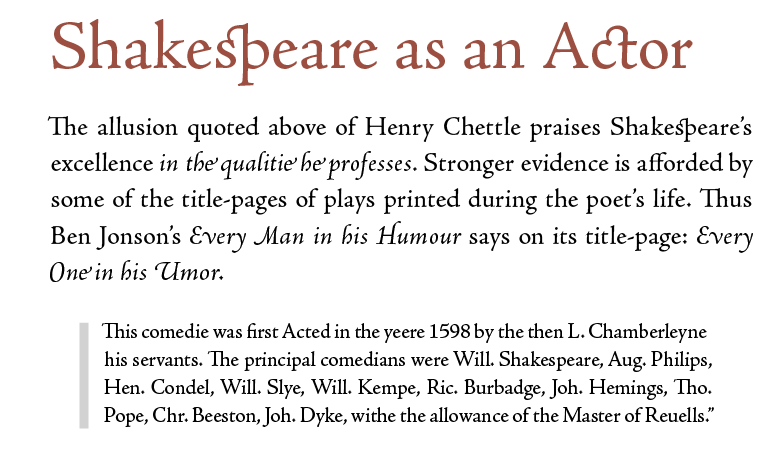 Shakespeare as an Actor
The allusion quoted above of Henry Chettle praises Shakespeare’s
excellence in the qualitie he professes. Stronger evidence is afforded by
some of the title-pages of plays printed during the poet’s life. Thus
Ben Jonson’s Every Man in his Humour says on its title-page: Every
One in his Umor.
This comedie was first Acted in the yeere 1598 by the then L. Chamberleyne
his servants. The principal comedians were Will. Shakespeare, Aug. Philips,
Hen. Condel, Will. Slye, Will. Kempe, Ric. Burbadge, Joh. Hemings, Tho.
Pope, Chr. Beeston, Joh. Dyke, withe the allowance of the Master of Reuells.”